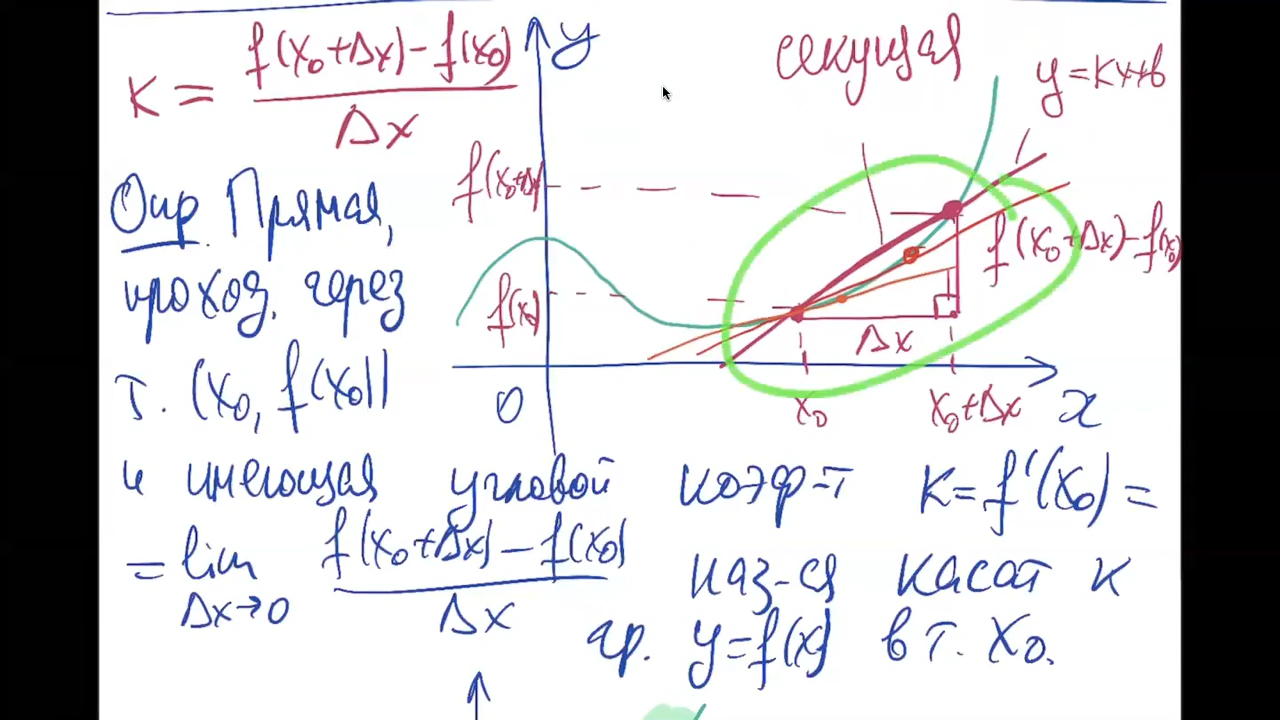 K = (f(x₀+Δx)-f(x₀))/Δx
y
секущая
y=kx+b
f(x₀+Δx)
f(x₀+Δx)-f(x₀)
f(x₀)
Δx
0
x₀
x₀+Δx
x
Опр. Прямая,
проход. через
т. (x₀, f(x₀))
и имеющая угловой коэф-т K=f'(x₀)=
= lim Δx→0 (f(x₀+Δx)-f(x₀))/Δx
наз-ся касат к
гр. y=f(x) в т. x₀.